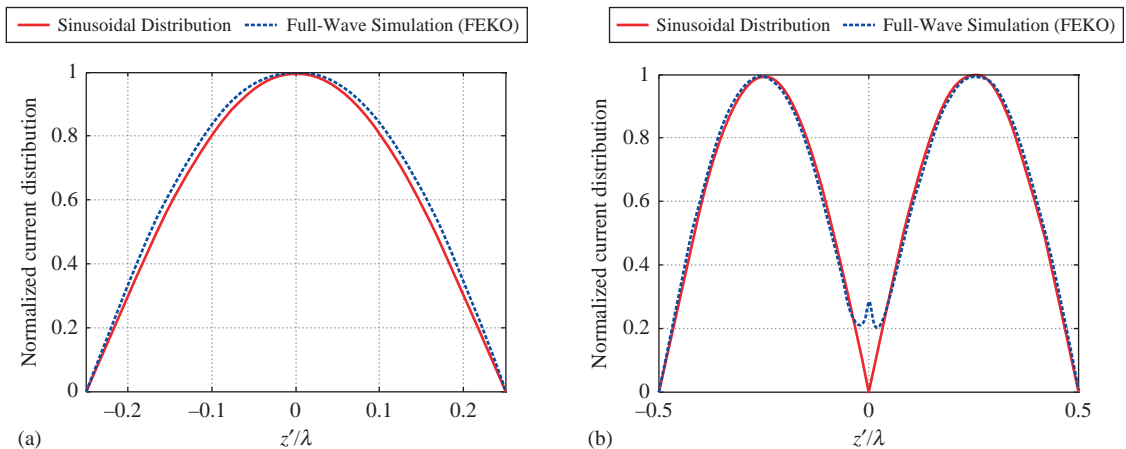 Sinusoidal Distribution Full-Wave Simulation (FEKO)
Normalized current distribution
1
0.8
0.6
0.4
0.2
0
−0.2 −0.1 0 0.1 0.2
(a) z′/λ
Sinusoidal Distribution Full-Wave Simulation (FEKO)
Normalized current distribution
1
0.8
0.6
0.4
0.2
0
−0.5 0 0.5
(b) z′/λ